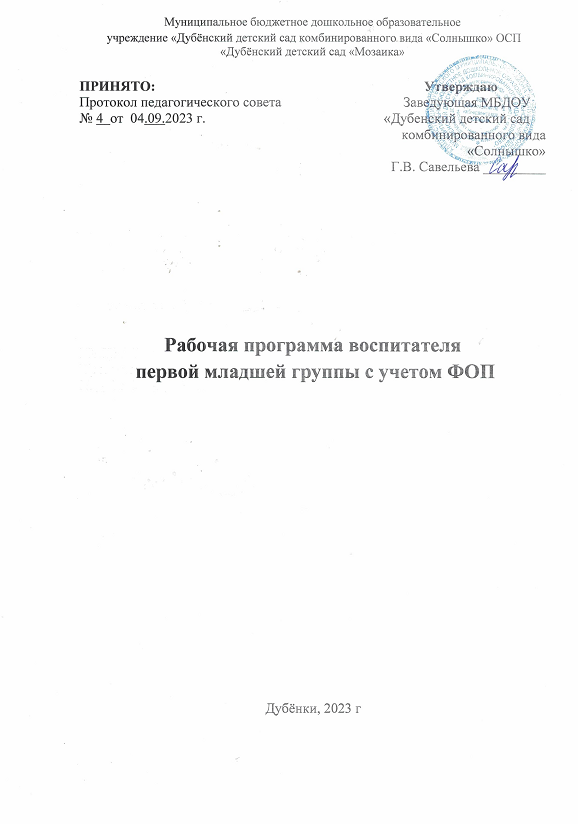 Муниципальное бюджетное дошкольное образовательное
учреждение «Дубёнский детский сад комбинированного вида «Солнышко» ОСП
«Дубёнский детский сад «Мозаика»
ПРИНЯТО:
Протокол педагогического совета
№ 4 от 04.09.2023 г.
Утверждаю
Заведующая МБДОУ
«Дубенский детский сад
комбинированного вида
«Солнышко»
Г.В. Савельева
Рабочая программа воспитателя
первой младшей группы с учетом ФОП
Дубёнки, 2023 г